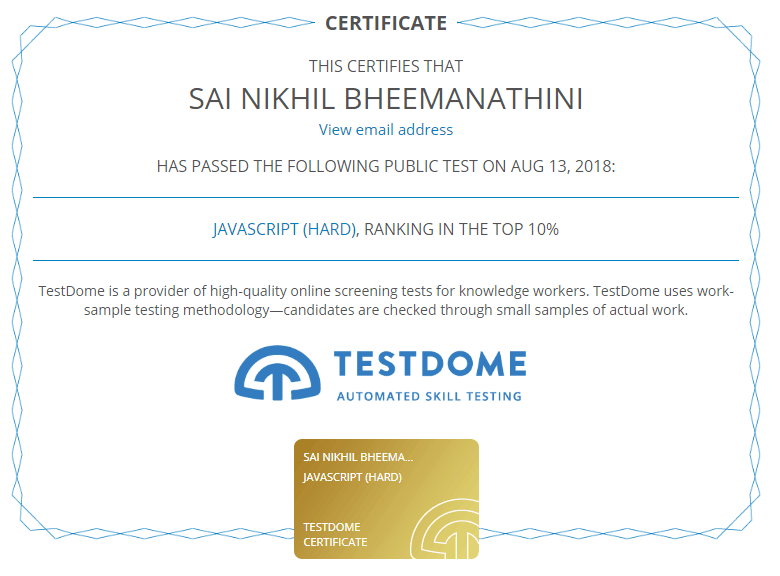 CERTIFICATE
THIS CERTIFIES THAT
SAI NIKHIL BHEEMANATHINI
View email address
HAS PASSED THE FOLLOWING PUBLIC TEST ON AUG 13, 2018:
JAVASCRIPT (HARD), RANKING IN THE TOP 10%
TestDome is a provider of high-quality online screening tests for knowledge workers. TestDome uses work-
sample testing methodology—candidates are checked through small samples of actual work.
TESTDOME
AUTOMATED SKILL TESTING
SAI NIKHIL BHEEMA...
JAVASCRIPT (HARD)
TESTDOME
CERTIFICATE